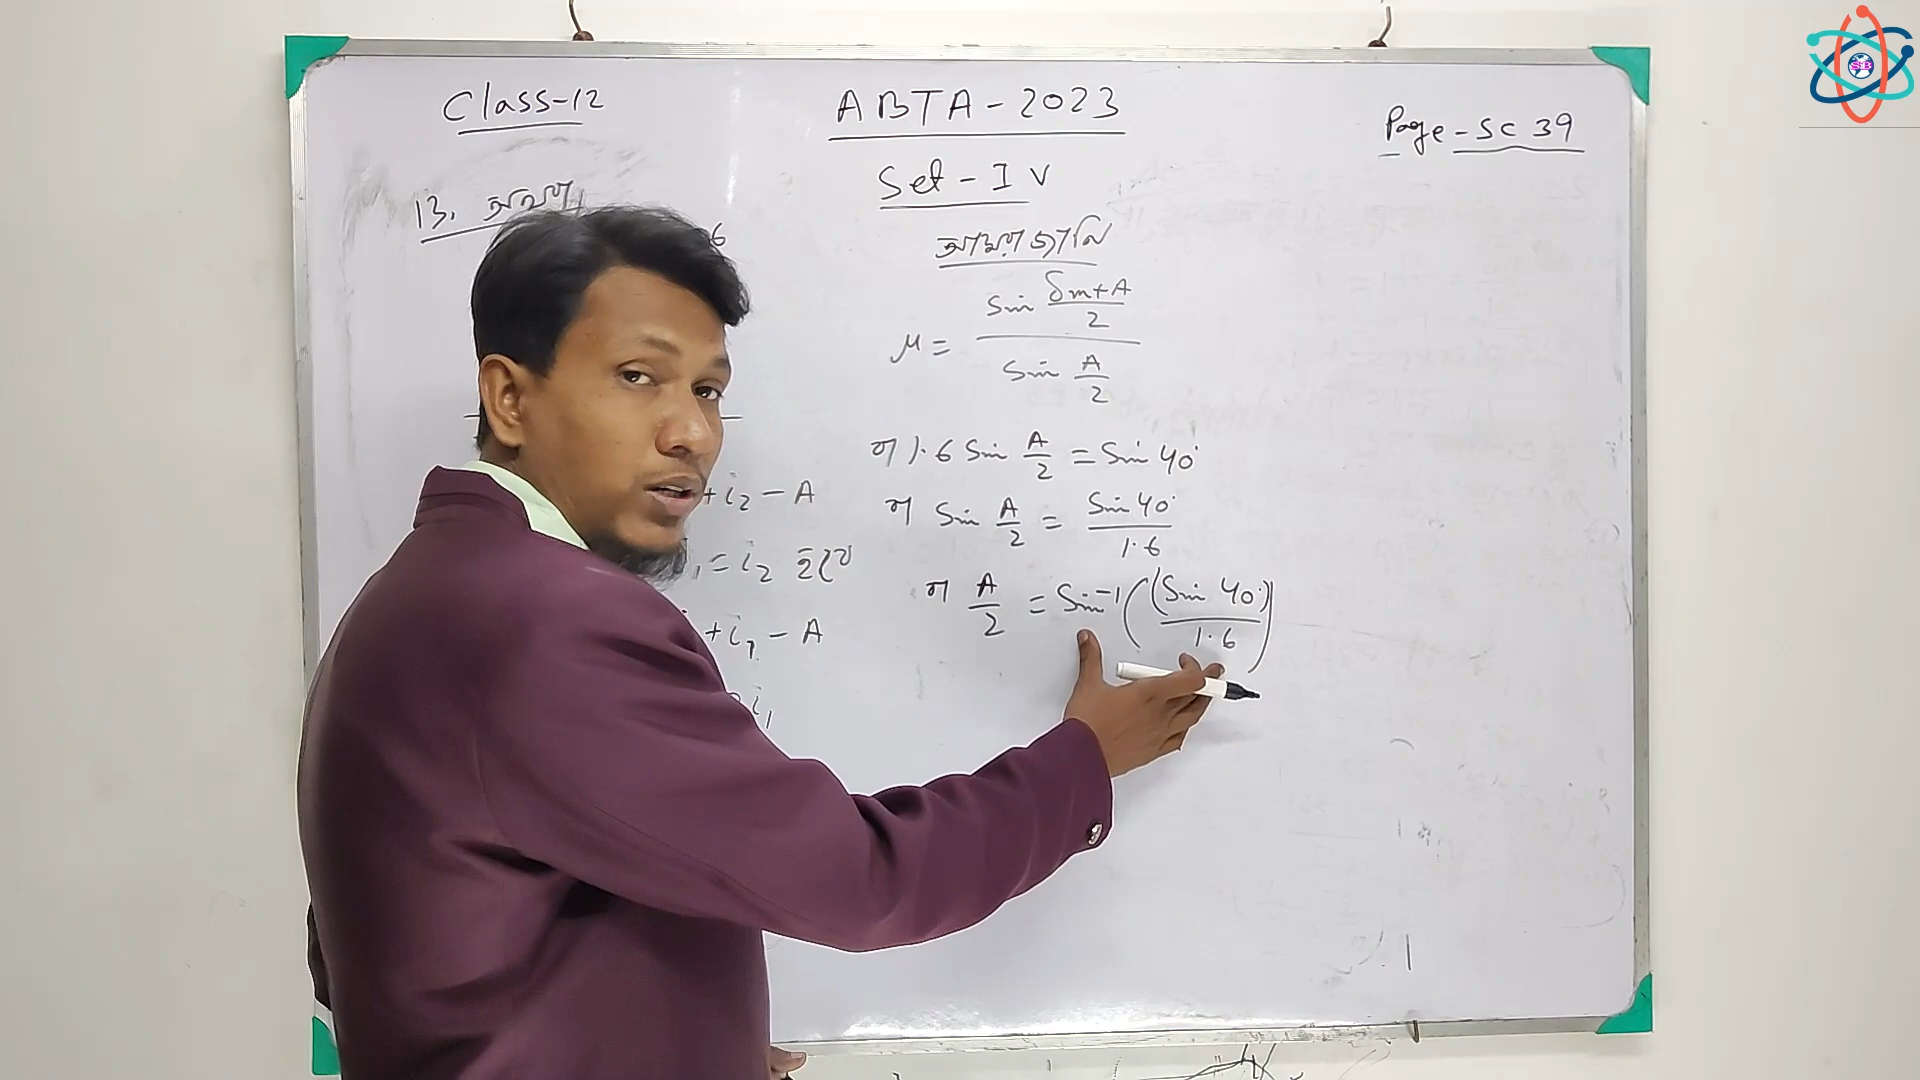 Class-12
ABTA-2023
Page-SC 39
Set-IV
13.
6
আমরা জানি
μ = sin (δm+A)/2 / sin A/2
বা 1.6 sin A/2 = sin 40°
বা sin A/2 = sin 40° / 1.6
বা A/2 = sin⁻¹((sin 40°) / 1.6)
+i₂-A
₁=i₂ হলে
+i₁-A
i₁
SB